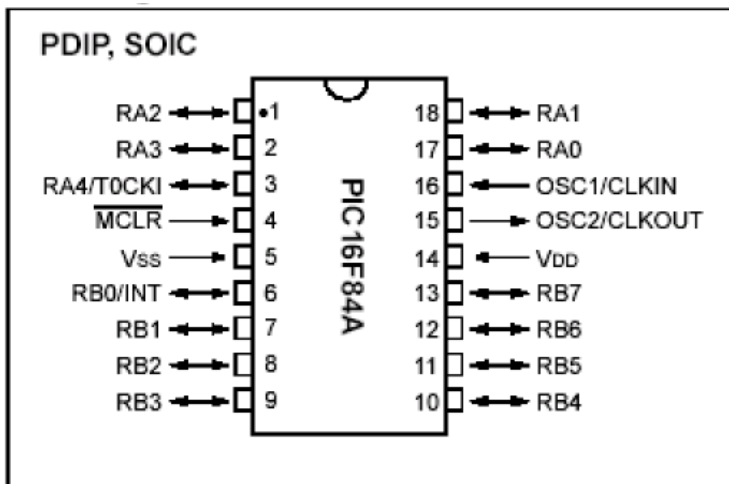 PDIP, SOIC
RA2 •1 18 RA1
RA3 2 17 RA0
RA4/T0CKI 3 16 OSC1/CLKIN
MCLR 4 15 OSC2/CLKOUT
VSS 5 14 VDD
RB0/INT 6 13 RB7
RB1 7 12 RB6
RB2 8 11 RB5
RB3 9 10 RB4
PIC16F84A